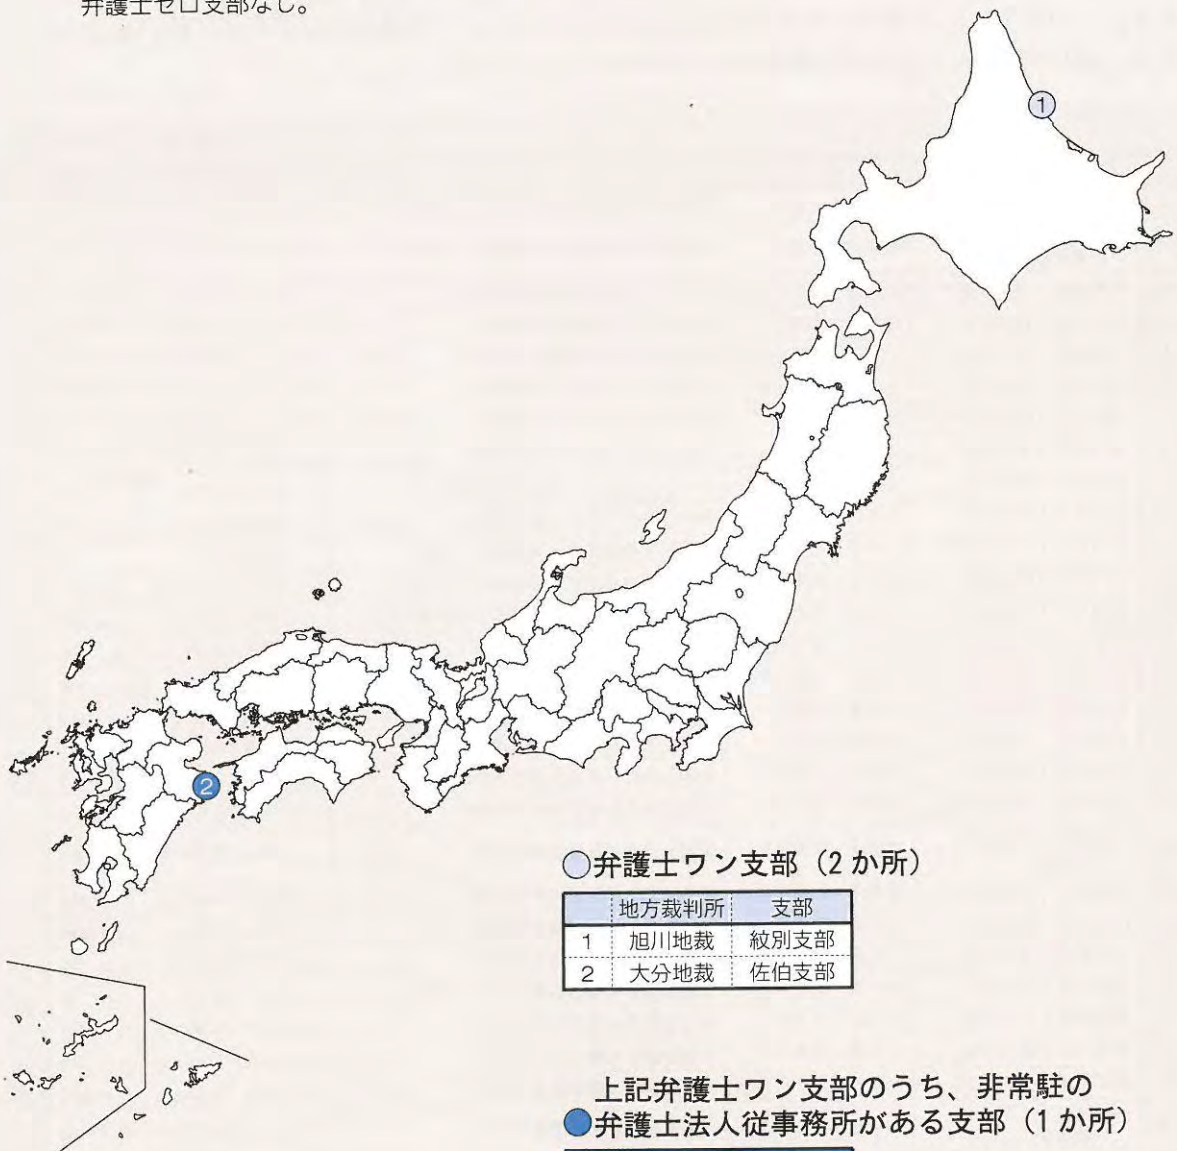 弁護士ゼロ支部なし。
1
2
○弁護士ワン支部（2か所）
地方裁判所 支部
1 旭川地裁 紋別支部
2 大分地裁 佐伯支部
上記弁護士ワン支部のうち、非常駐の
●弁護士法人従事務所がある支部（1か所）